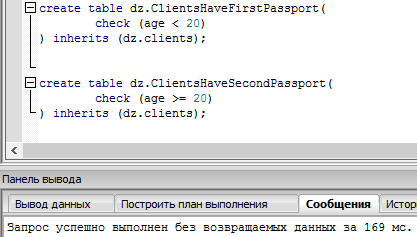 create table dz.ClientsHaveFirstPassport(
check (age < 20)
) inherits (dz.clients);
create table dz.ClientsHaveSecondPassport(
check (age >= 20)
) inherits (dz.clients);
Панель вывода
Вывод данных Построить план выполнения Сообщения Истор
Запрос успешно выполнен без возвращаемых данных за 169 мс.